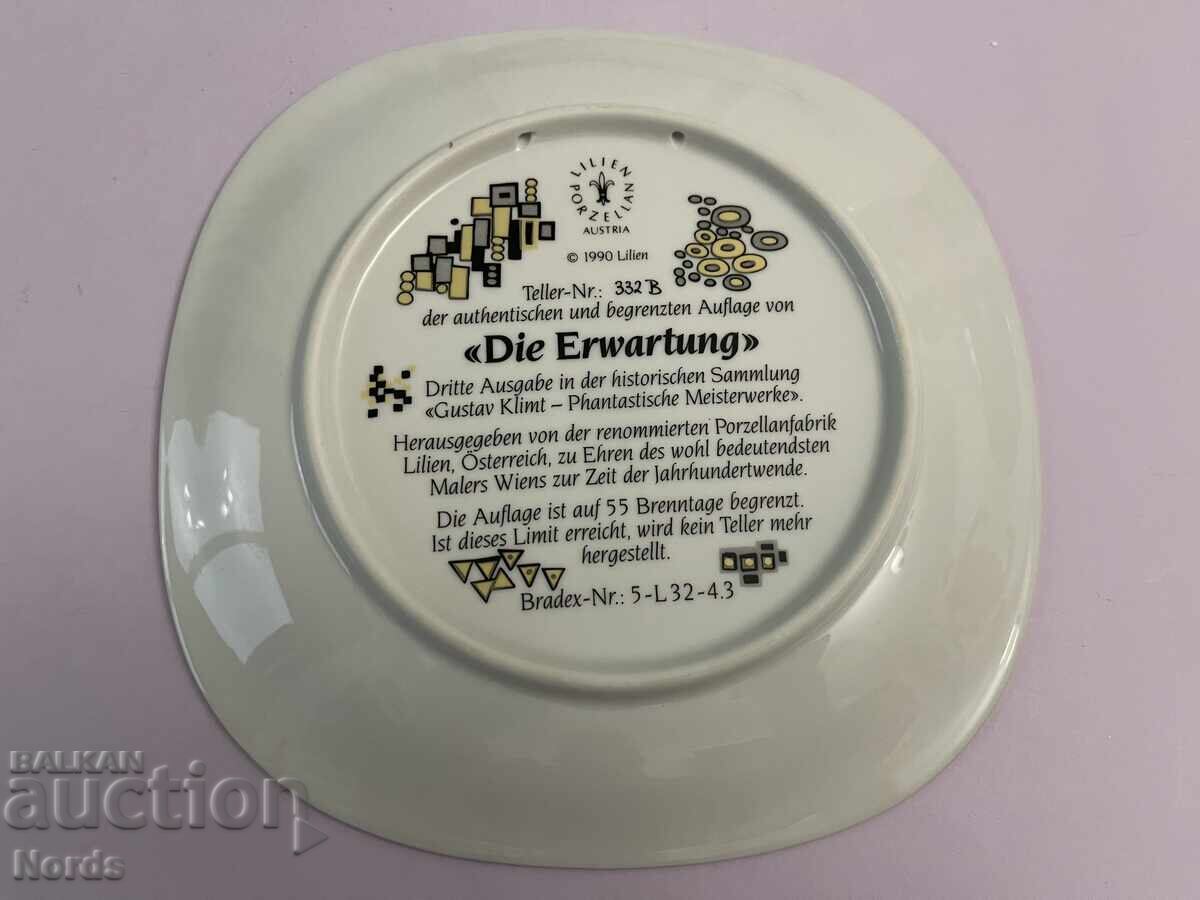 LILIEN
PORZELLAN
AUSTRIA
© 1990 Lilien
Teller-Nr.: 332 B
der authentischen und begrenzten Auflage von
«Die Erwartung»
Dritte Ausgabe in der historischen Sammlung
«Gustav Klimt – Phantastische Meisterwerke».
Herausgegeben von der renommierten Porzellanfabrik
Lilien, Österreich, zu Ehren des wohl bedeutendsten
Malers Wiens zur Zeit der Jahrhundertwende.
Die Auflage ist auf 55 Brenntage begrenzt.
Ist dieses Limit erreicht, wird kein Teller mehr
hergestellt.
Bradex-Nr.: 5-L32-4.3
BALKAN
auction
Nords